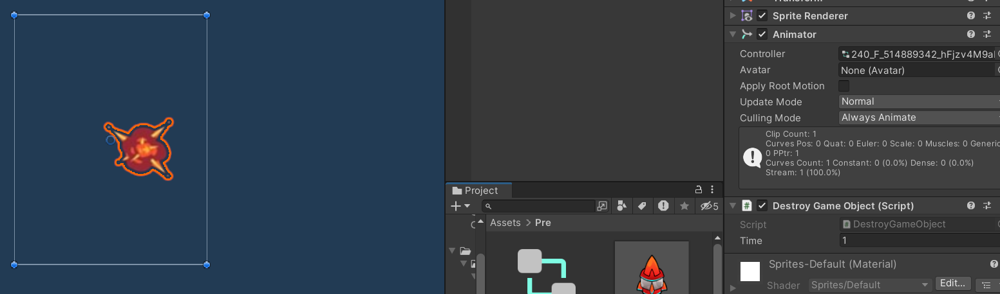 Sprite Renderer
Animator
Controller
240_F_514889342_hFjzv4M9a
Avatar
None (Avatar)
Apply Root Motion
Update Mode
Normal
Culling Mode
Always Animate
Clip Count: 1
Curves Pos: 0 Quat: 0 Euler: 0 Scale: 0 Muscles: 0 Generic
0 PPtr: 1
Curves Count: 1 Constant: 0 (0.0%) Dense: 0 (0.0%)
Stream: 1 (100.0%)
Project
5
Assets > Pre
Destroy Game Object (Script)
Script
# DestroyGameObject
Time
1
Sprites-Default (Material)
Shader
Sprites/Default
Edit...